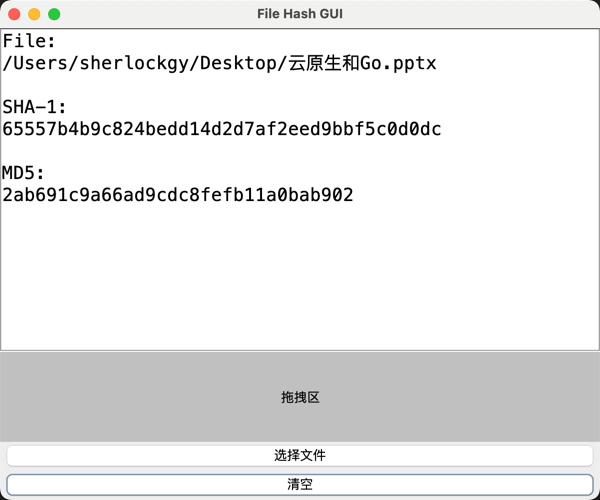 File Hash GUI
File:
/Users/sherlockgy/Desktop/云原生和Go.pptx
SHA-1:
65557b4b9c824bedd14d2d7af2eed9bbf5c0d0dc
MD5:
2ab691c9a66ad9cdc8fefb11a0bab902
拖拽区
选择文件
清空